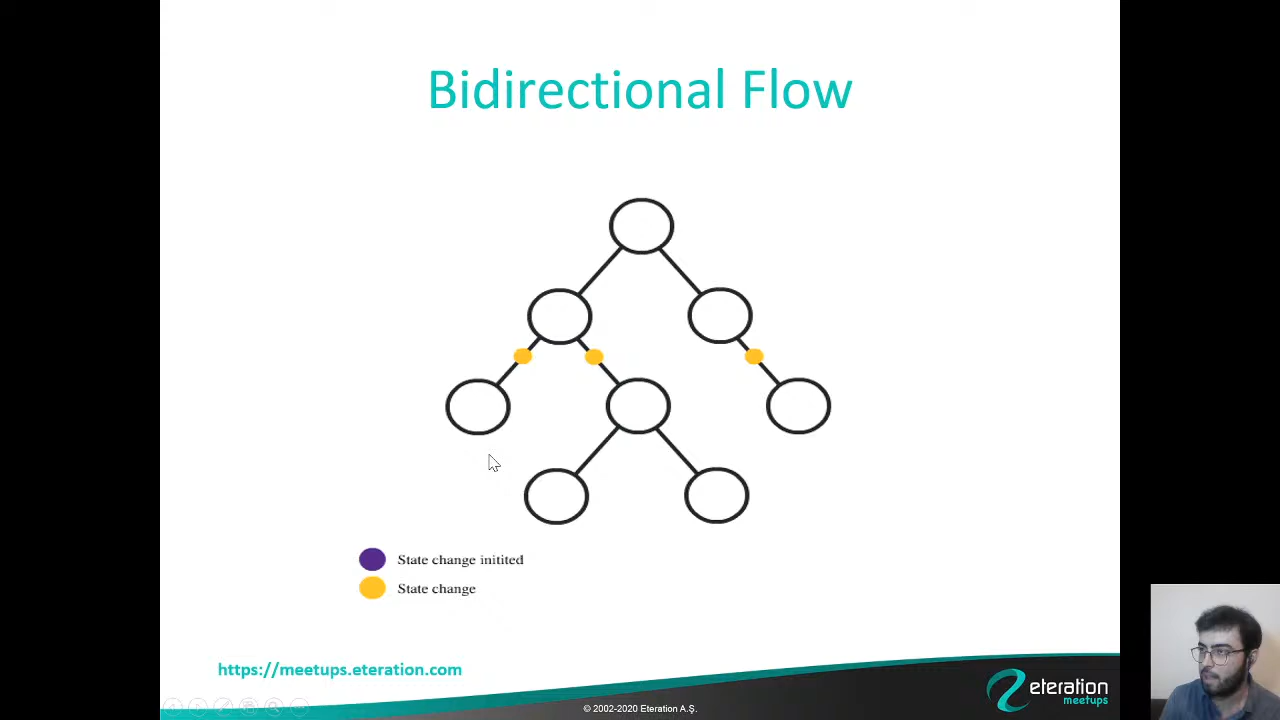 Bidirectional Flow
State change initited
State change
https://meetups.eteration.com
eteration
meetups
© 2002-2020 Eteration A.Ş.